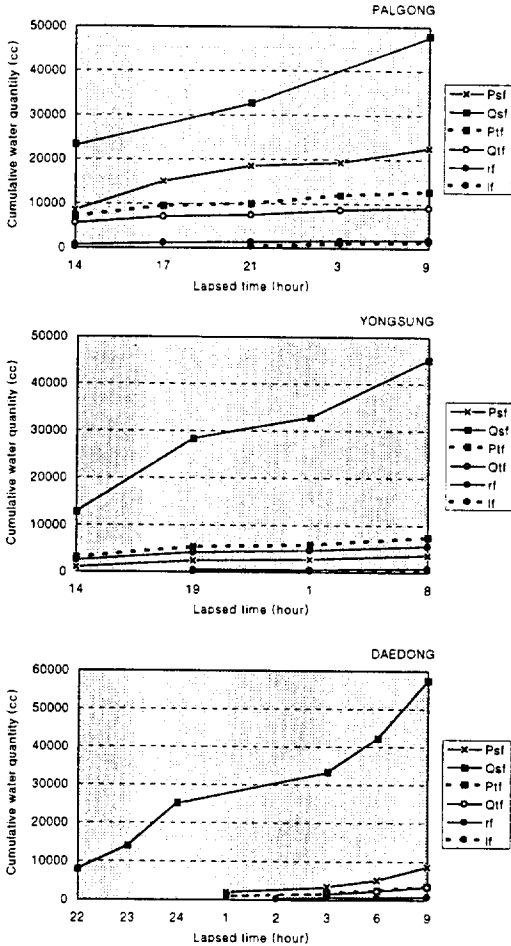 PALGONG
Cumulative water quantity (cc)
50000
40000
30000
20000
10000
0
14 17 21 3 9
Lapsed time (hour)
Psf
Qsf
Ptf
Qtf
rf
If
YONGSUNG
Cumulative water quantity (cc)
50000
40000
30000
20000
10000
0
14 19 1 8
Lapsed time (hour)
Psf
Qsf
Ptf
Qtf
rf
If
DAEDONG
Cumulative water quantity (cc)
60000
50000
40000
30000
20000
10000
0
22 23 24 1 2 3 6 9
Lapsed time (hour)
Psf
Qsf
Ptf
Qtf
rf
If